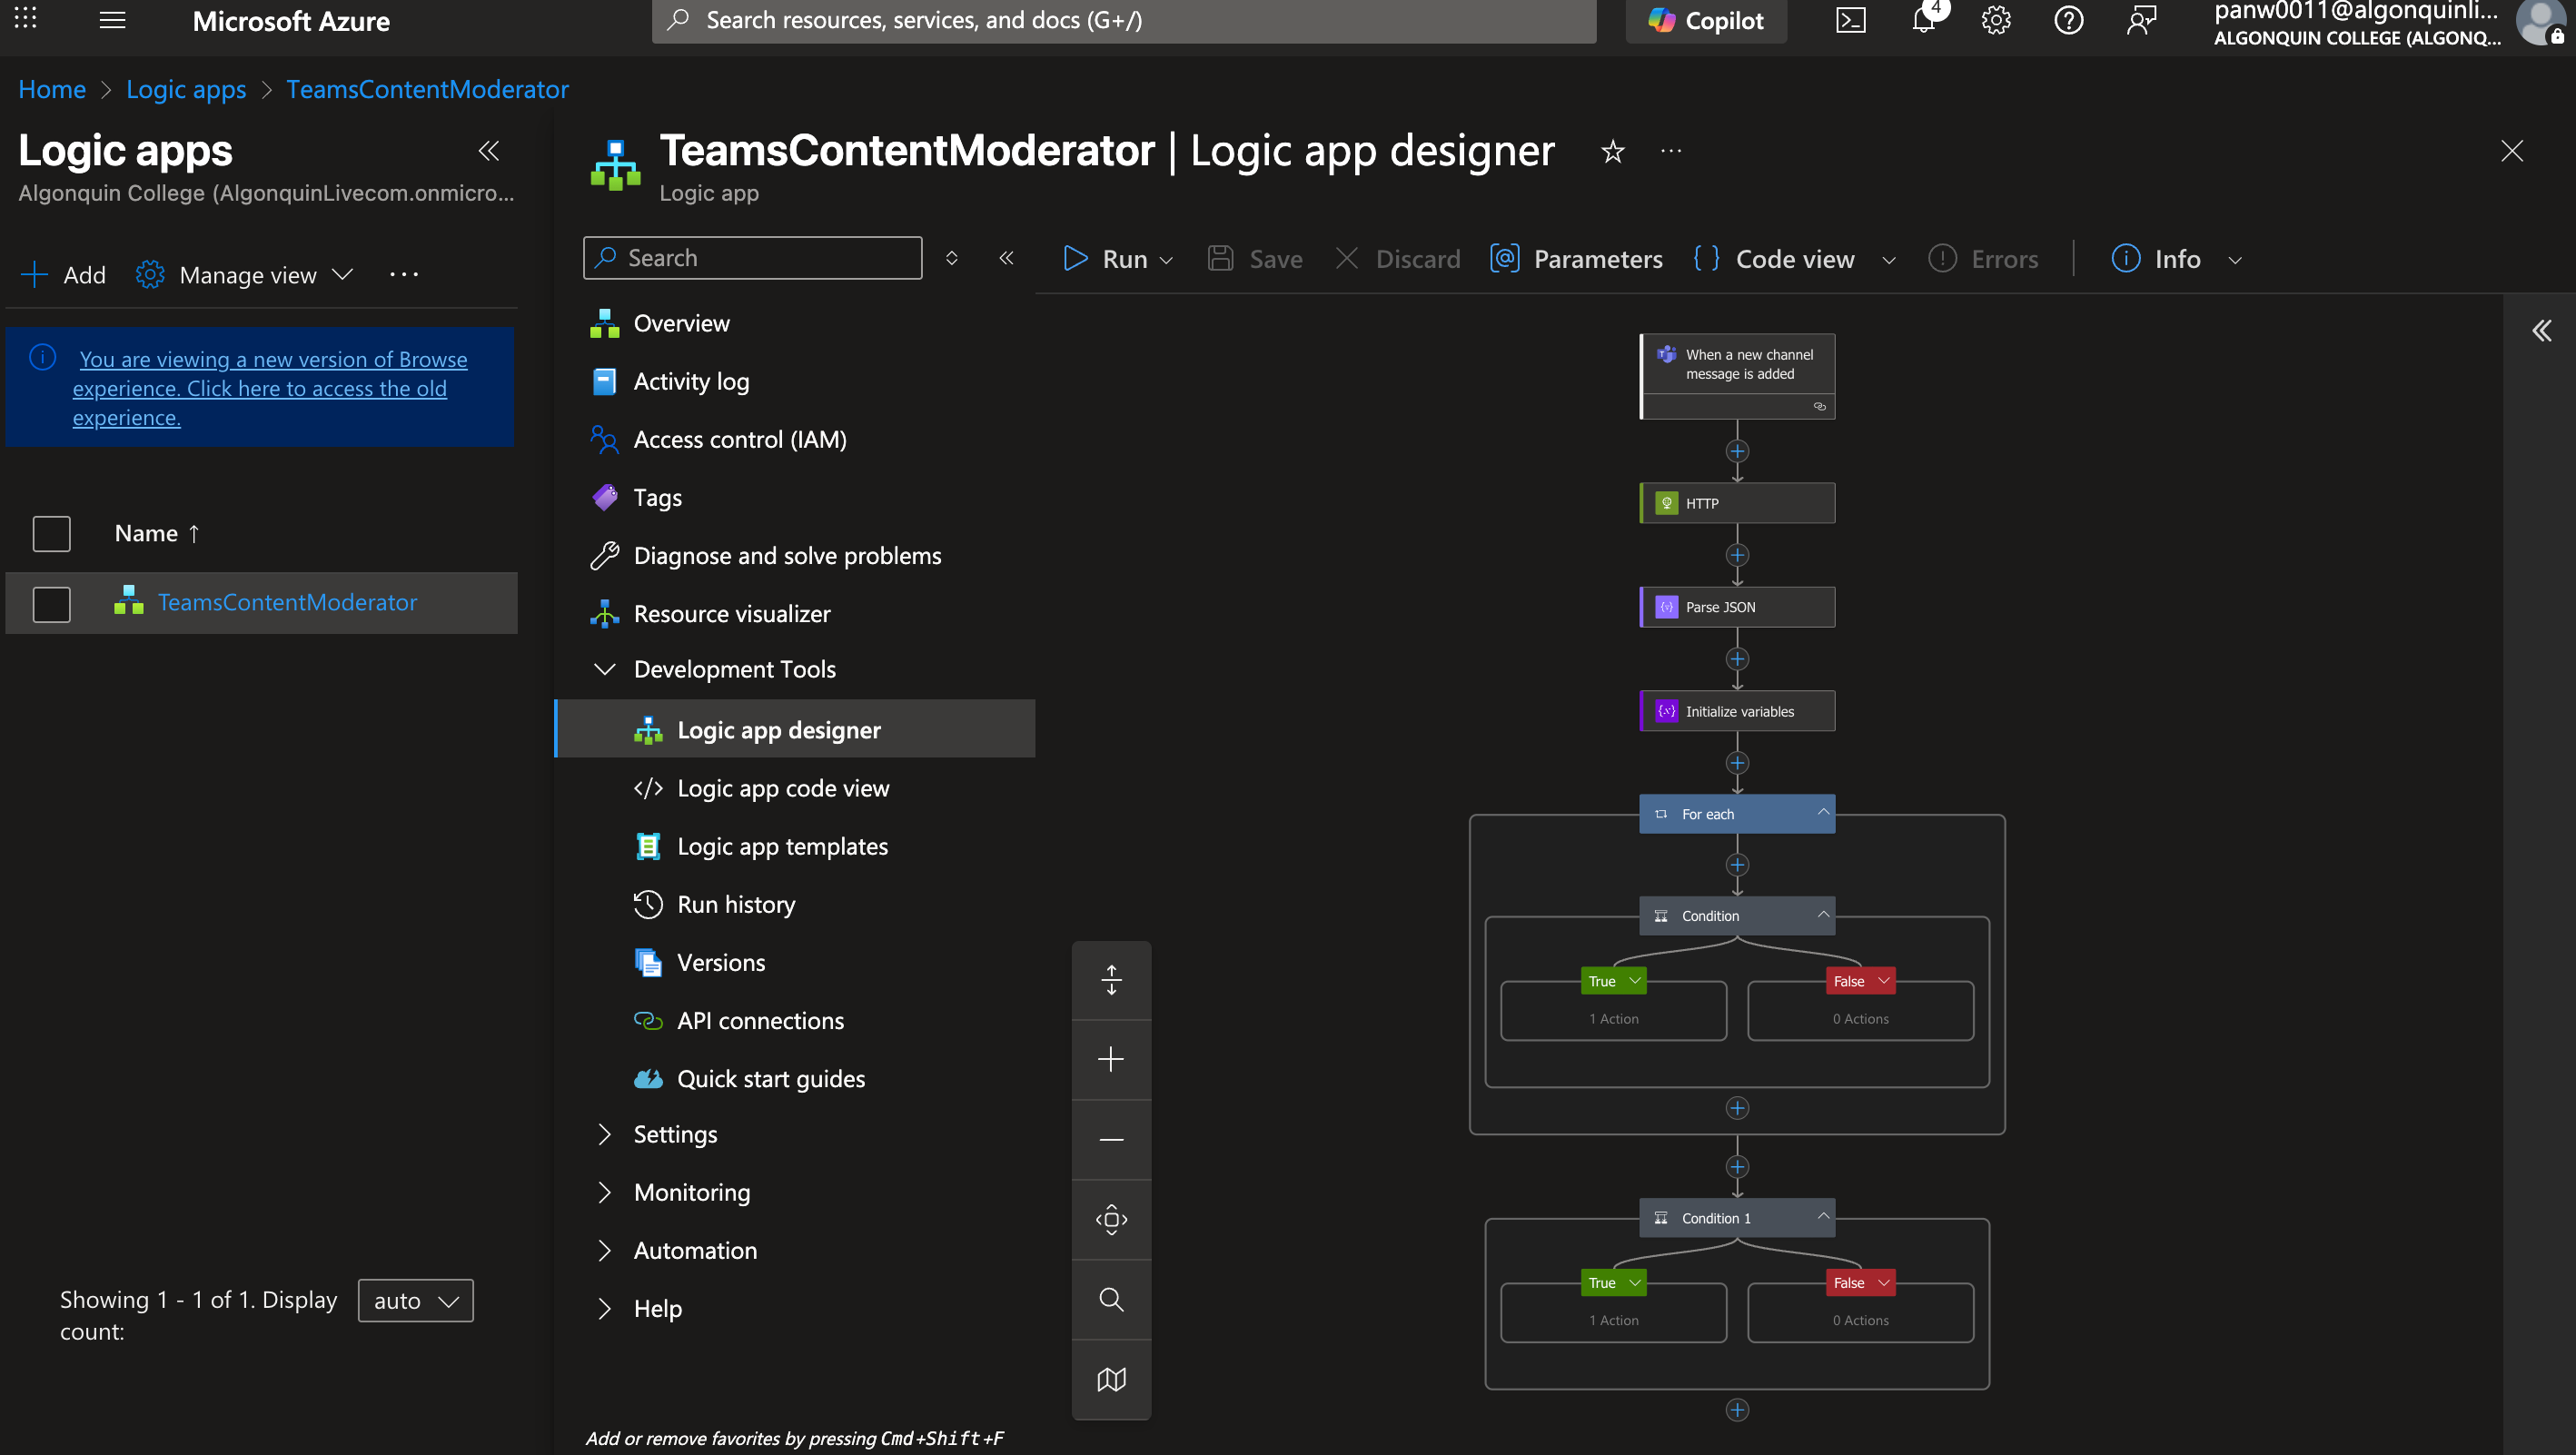 Microsoft Azure
Search resources, services, and docs (G+/)
Copilot
4
panw0011@algonquinli...
ALGONQUIN COLLEGE (ALGONQ...
Home > Logic apps > TeamsContentModerator
Logic apps
Algonquin College (AlgonquinLivecom.onmicro...
Add
Manage view
You are viewing a new version of Browse
experience. Click here to access the old
experience.
Name ↑
TeamsContentModerator
Showing 1 - 1 of 1. Display
count:
auto
TeamsContentModerator | Logic app designer
Logic app
Search
Overview
Activity log
Access control (IAM)
Tags
Diagnose and solve problems
Resource visualizer
Development Tools
Logic app designer
Logic app code view
Logic app templates
Run history
Versions
API connections
Quick start guides
Settings
Monitoring
Automation
Help
Add or remove favorites by pressing Cmd+Shift+F
Run
Save
Discard
Parameters
Code view
Errors
Info
When a new channel
message is added
HTTP
Parse JSON
Initialize variables
For each
Condition
True
False
1 Action
0 Actions
Condition 1
True
False
1 Action
0 Actions